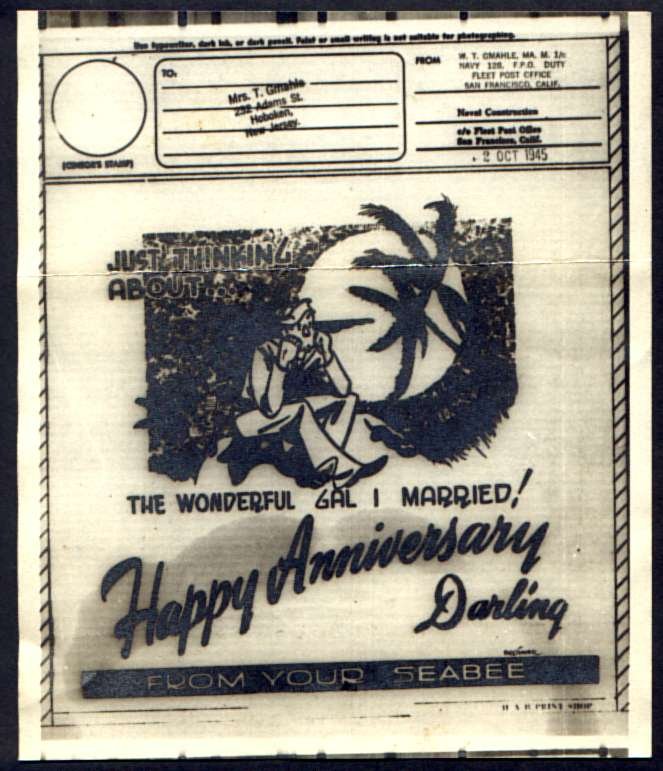 Use typewriter, dark ink, or dark pencil. Faint or small writing is not suitable for photographing.
TO:
Mrs. T. Gmahle
292 Adams St.
Hoboken,
New Jersey.
FROM
W. T. GMAHLE, MA. M. 1/c
NAVY 128. F.P.O. DUTY
FLEET POST OFFICE
SAN FRANCISCO, CALIF.
Naval Construction
c/o Fleet Post Office
San Francisco, Calif.
2 OCT 1945
(CENSOR'S STAMP)
JUST THINKING
ABOUT...
THE WONDERFUL GAL I MARRIED!
Happy Anniversary
Darling
FROM YOUR SEABEE
PRINT SHOP